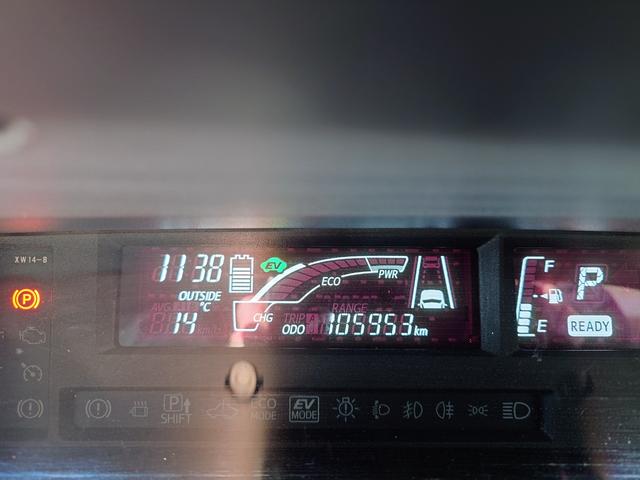 XW14-B
P
11:38
OUTSIDE
°C
14
EV
ECO
PWR
CHG
TRIP A
RANGE
ODO 105953 km
F
E
P
READY
P
SHIFT
ECO
MODE
EV
MODE